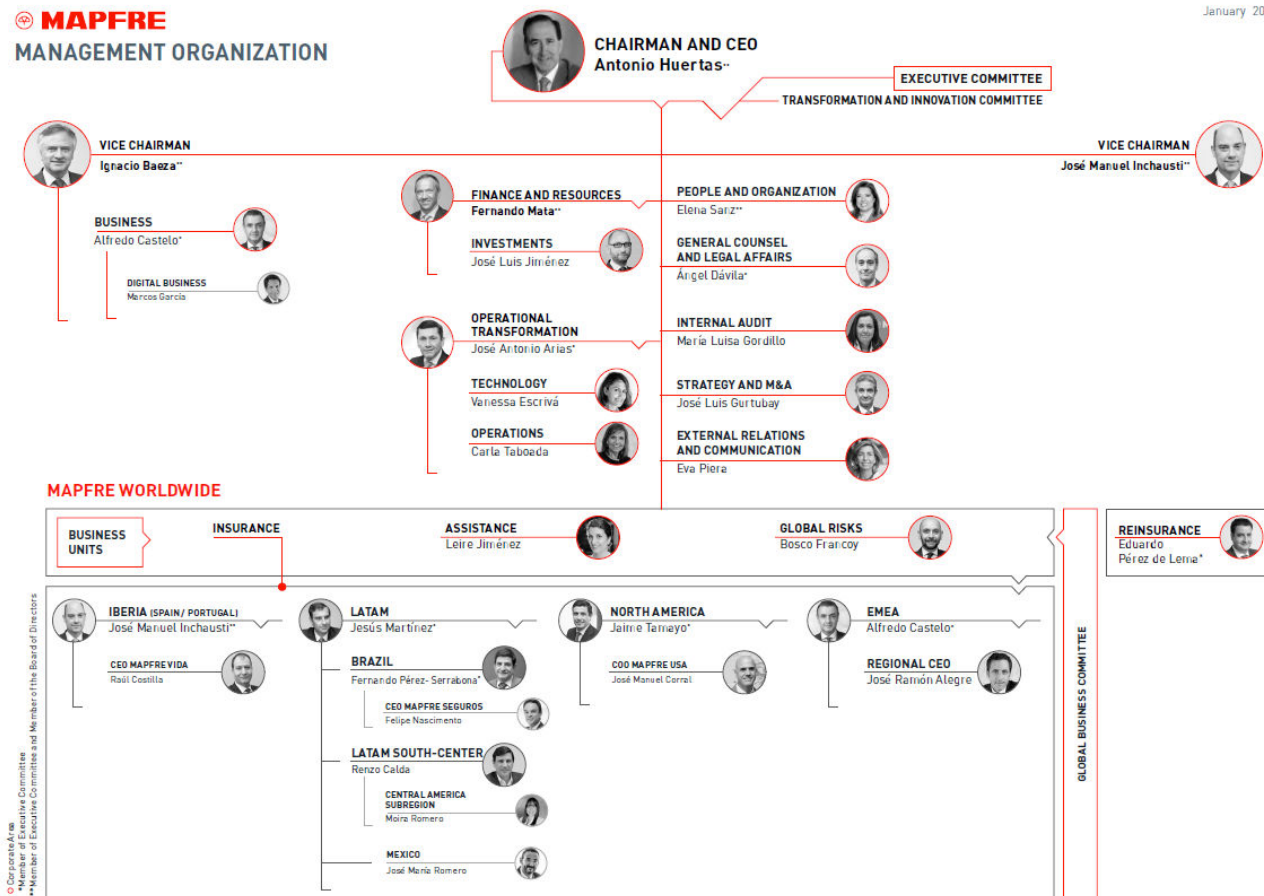 MAPFRE
January 20
MANAGEMENT ORGANIZATION
CHAIRMAN AND CEO
Antonio Huertas**
EXECUTIVE COMMITTEE
TRANSFORMATION AND INNOVATION COMMITTEE
VICE CHAIRMAN
Ignacio Baeza**
VICE CHAIRMAN
José Manuel Inchausti**
BUSINESS
Alfredo Castelo*
DIGITAL BUSINESS
Marcos García
FINANCE AND RESOURCES
Fernando Mata**
INVESTMENTS
José Luis Jiménez
OPERATIONAL
TRANSFORMATION
José Antonio Arias*
TECHNOLOGY
Vanessa Escrivá
OPERATIONS
Carla Taboada
PEOPLE AND ORGANIZATION
Elena Sanz**
GENERAL COUNSEL
AND LEGAL AFFAIRS
Ángel Dávila*
INTERNAL AUDIT
María Luisa Gordillo
STRATEGY AND M&A
José Luis Gurtubay
EXTERNAL RELATIONS
AND COMMUNICATION
Eva Piera
MAPFRE WORLDWIDE
BUSINESS
UNITS
INSURANCE
ASSISTANCE
Leire Jiménez
GLOBAL RISKS
Bosco Francoy
REINSURANCE
Eduardo
Pérez de Lema*
IBERIA (SPAIN / PORTUGAL)
José Manuel Inchausti**
CEO MAPFRE VIDA
Raúl Costilla
LATAM
Jesús Martínez*
BRAZIL
Fernando Pérez-Serrabona*
CEO MAPFRE SEGUROS
Felipe Nascimento
LATAM SOUTH-CENTER
Renzo Calda
CENTRAL AMERICA
SUBREGION
Moira Romero
MEXICO
José María Romero
NORTH AMERICA
Jaime Tamayo*
COO MAPFRE USA
José Manuel Corral
EMEA
Alfredo Castelo*
REGIONAL CEO
José Ramón Alegre
GLOBAL BUSINESS COMMITTEE
Corporate Area
*Member of Executive Committee
**Member of Executive Committee and Member of the Board of Directors